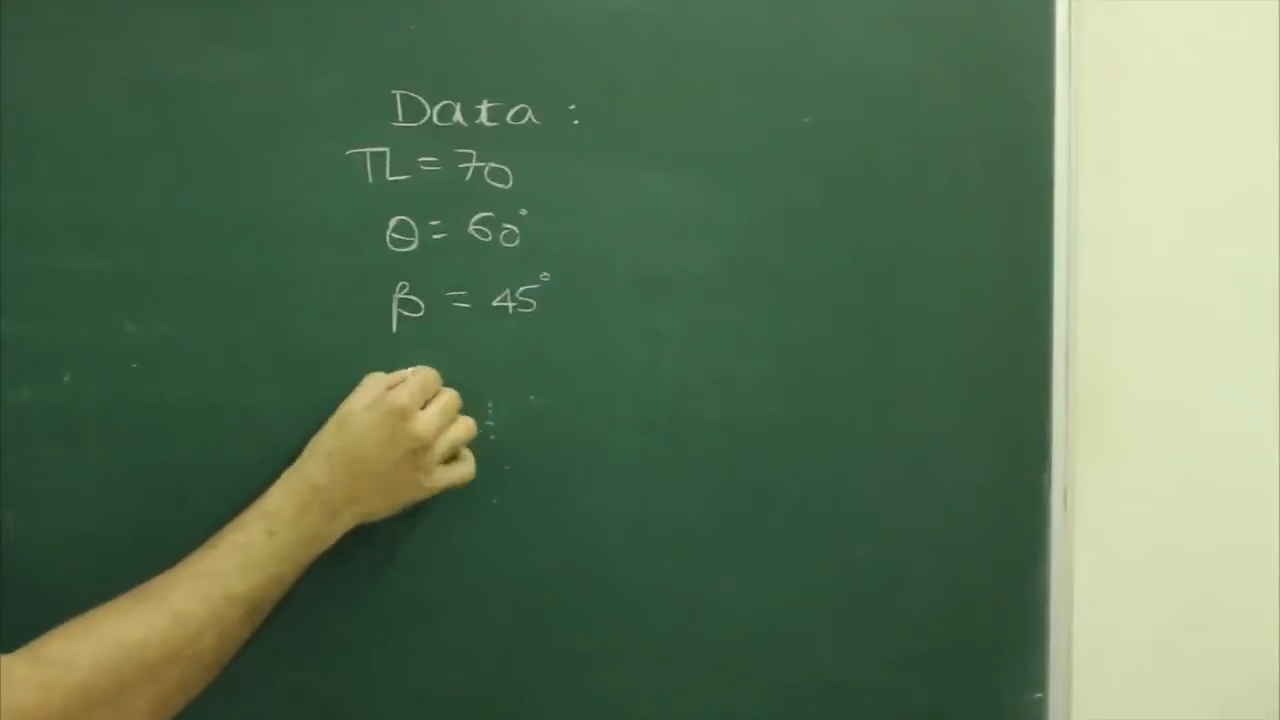 Data :
TL = 70
θ = 60°
β = 45°